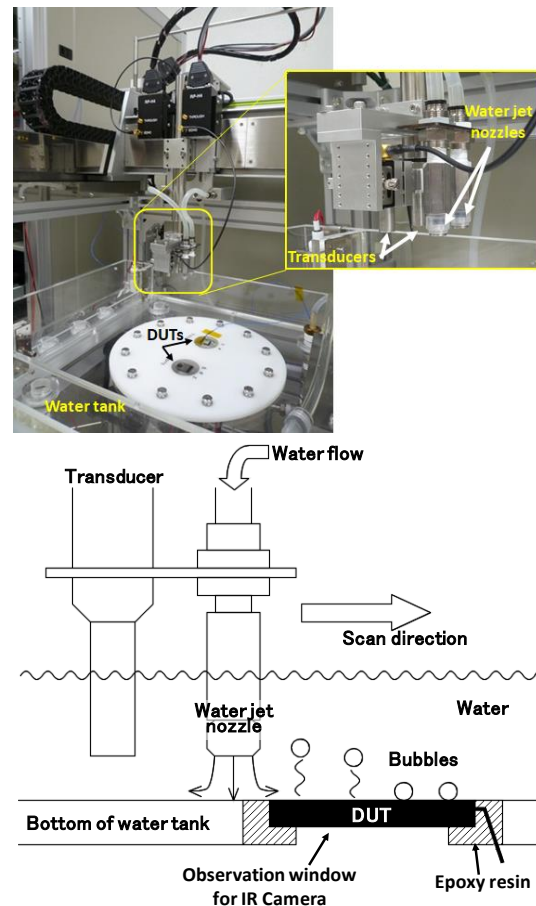 Water jet
nozzles
Transducers
DUTs
Water tank
Water flow
Transducer
Scan direction
Water jet
nozzle
Water
Bubbles
DUT
Bottom of water tank
Observation window
for IR Camera
Epoxy resin